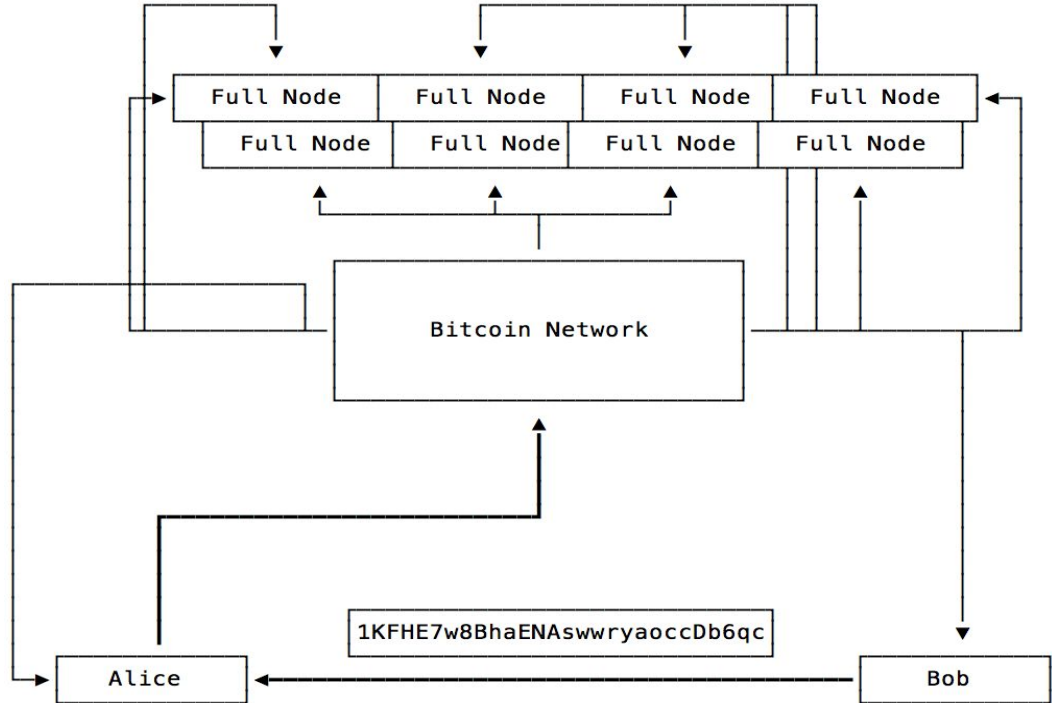 Full Node Full Node Full Node Full Node
Full Node Full Node Full Node Full Node
Bitcoin Network
1KFHE7w8BhaENAswwryaoccDb6qc
Alice Bob